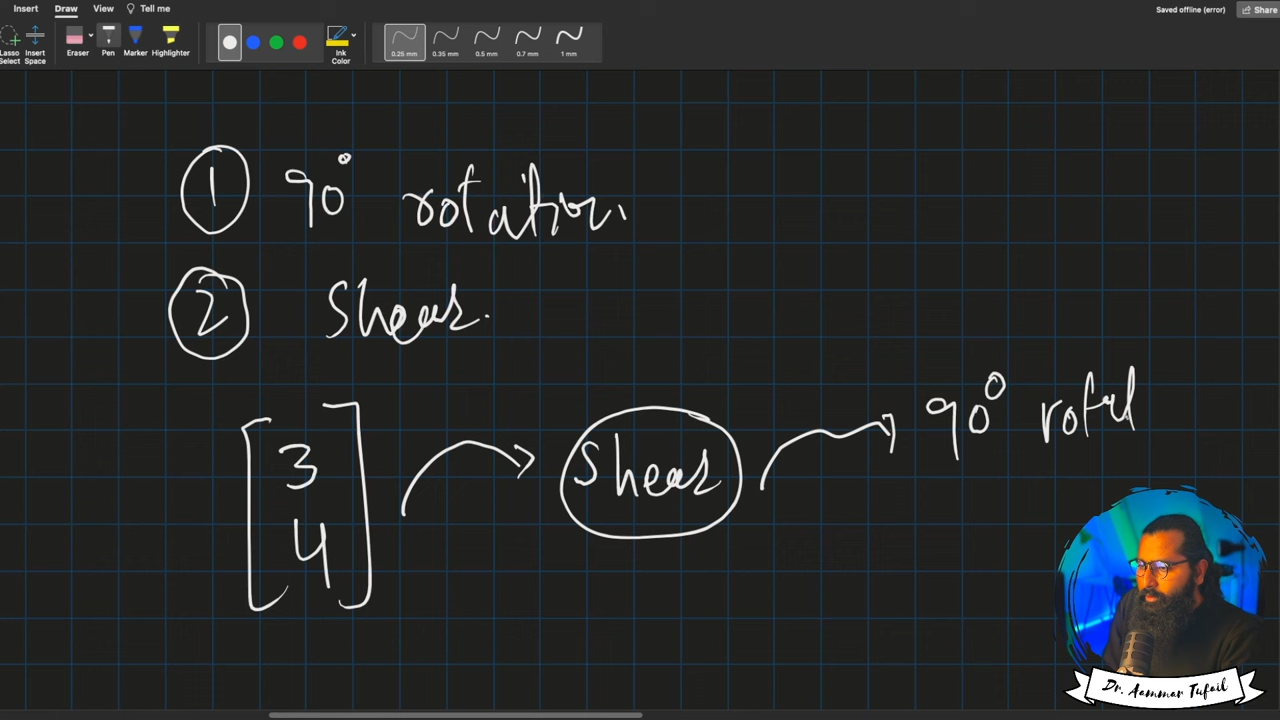 Insert Draw View Tell me Saved offline (error) Share
Lasso Select Insert Space Eraser Pen Marker Highlighter Ink Color 0.25 mm 0.35 mm 0.5 mm 0.7 mm 1 mm
1 90° rotation.
2 Shear.
3
4
Shear
90° rotat
Dr. Aammar Tufail